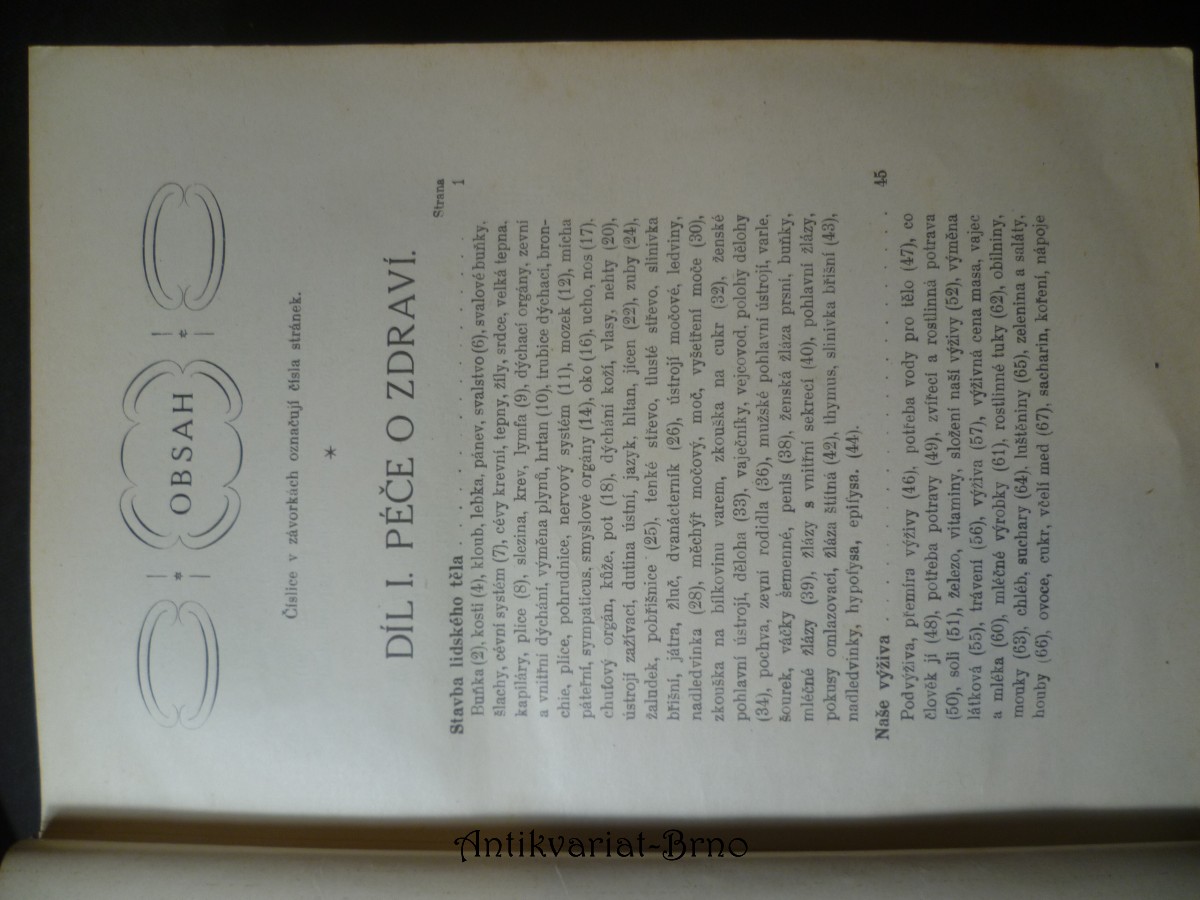 OBSAH
Číslice v závorkách označují čísla stránek.
*
DÍL I. PÉČE O ZDRAVÍ.
Strana
Stavba lidského těla . . . . . . . . . . . . . . . . . . . . . . 1
Buňka (2), kosti (4), kloub, lebka, pánev, svalstvo (6), svalové buňky,
šlachy, cévní systém (7), cévy krevní, tepny, žíly, srdce, velká tepna,
kapiláry, plíce (8), slezina, krev, lymfa (9), dýchací orgány, zevní
a vnitřní dýchání, výměna plynů, hrtan (10), trubice dýchací, bron-
chie, plíce, pohrudnice, nervový systém (11), mozek (12), mícha
páteřní, sympaticus, smyslové orgány (14), oko (16), ucho, nos (17),
chuťový orgán, kůže, pot (18), dýchání koží, vlasy, nehty (20),
ústrojí zažívací, dutina ústní, jazyk, hltan, jícen (22), zuby (24),
žaludek, pobřišnice (25), tenké střevo, tlusté střevo, slinivka
břišní, játra, žluč, dvanácterník (26), ústrojí močové, ledviny,
nadledvinka (28), měchýř močový, moč, vyšetření moče (30),
zkouška na bílkovinu varem, zkouška na cukr (32), ženské
pohlavní ústrojí, děloha (33), vaječníky, vejcovod, polohy dělohy
(34), pochva, zevní rodidla (36), mužské pohlavní ústrojí, varle,
šourek, váčky šemenné, penis (38), ženská žláza prsní, buňky,
mléčné žlázy (39), žlázy s vnitřní sekrecí (40), pohlavní žlázy,
pokusy omlazovací, žláza štítná (42), thymus, slinivka břišní (43),
nadledvinky, hypofysa, epifysa. (44).
Naše výživa . . . . . . . . . . . . . . . . . . . . . . 45
Podvýživa, přemíra výživy (46), potřeba vody pro tělo (47), co
člověk jí (48), potřeba potravy (49), zvířecí a rostlinná potrava
(50), soli (51), železo, vitaminy, složení naší výživy (52), výměna
látková (55), trávení (56), výživa (57), výživná cena masa, vajec
a mléka (60), mléčné výrobky (61), rostlinné tuky (62), obilniny,
mouky (63), chléb, suchary (64), luštěniny (65), zelenina a saláty,
houby (66), ovoce, cukr, včelí med (67), sacharin, koření, nápoje
Antikvariat-Brno